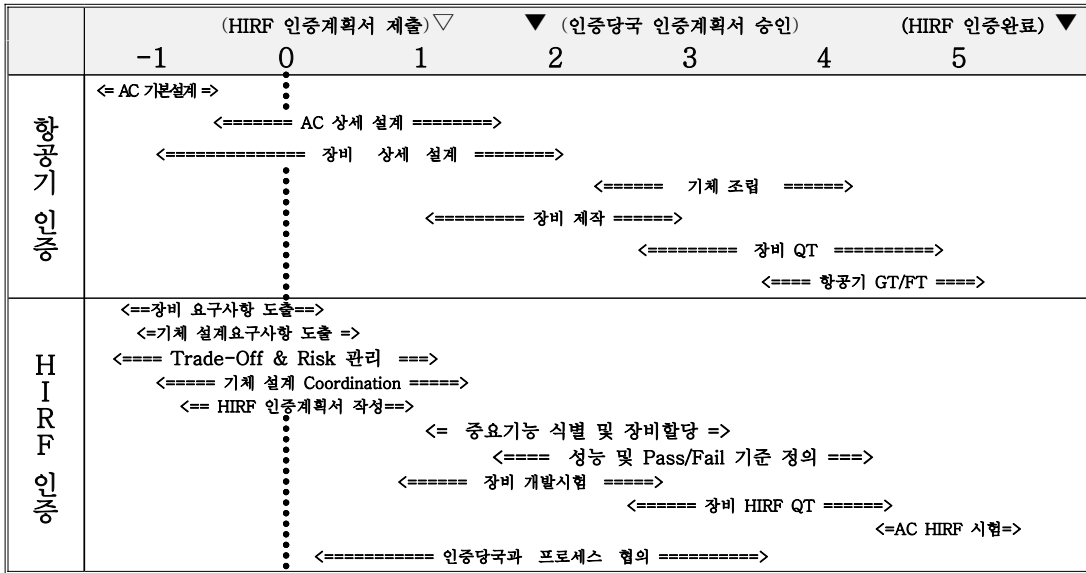 (HIRF 인증계획서 제출)▽ ▼ (인증당국 인증계획서 승인) (HIRF 인증완료) ▼
-1 0 1 2 3 4 5
항공기 인증
<= AC 기본설계 =>
<======= AC 상세 설계 ========>
<============== 장비 상세 설계 ========>
<====== 기체 조립 ======>
<========= 장비 제작 ======>
<========= 장비 QT ==========>
<==== 항공기 GT/FT ====>
HIRF 인증
<==장비 요구사항 도출==>
<=기체 설계요구사항 도출 =>
<==== Trade-Off & Risk 관리 ===>
<===== 기체 설계 Coordination =====>
<== HIRF 인증계획서 작성==>
<= 중요기능 식별 및 장비할당 =>
<==== 성능 및 Pass/Fail 기준 정의 ===>
<====== 장비 개발시험 =====>
<====== 장비 HIRF QT ======>
<=AC HIRF 시험=>
<=========== 인증당국과 프로세스 협의 ==========>